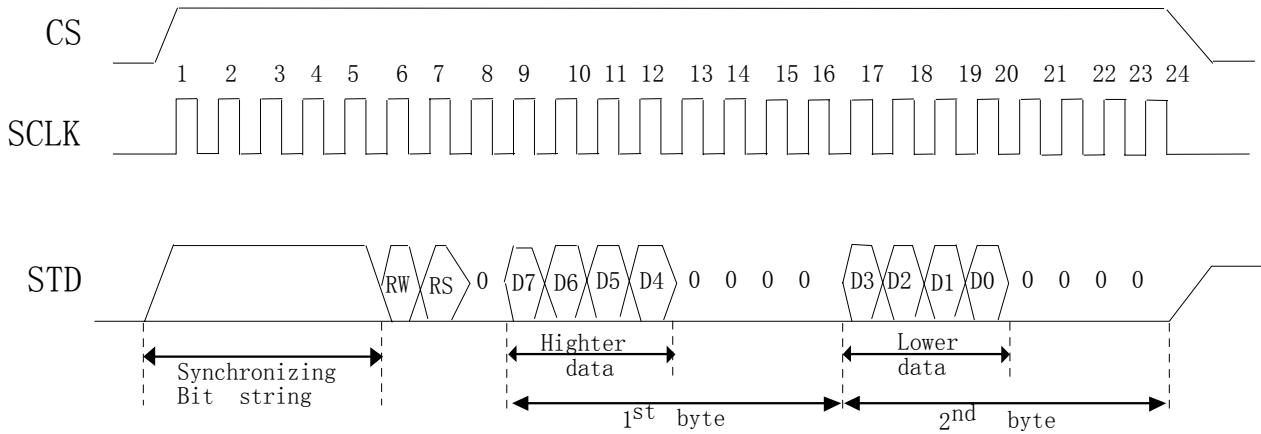 CS
1 2 3 4 5 6 7 8 9 10 11 12 13 14 15 16 17 18 19 20 21 22 23 24
SCLK
STD
RW RS 0 D7 D6 D5 D4 0 0 0 0 D3 D2 D1 D0 0 0 0 0
Highter
data
Lower
data
Synchronizing
Bit string
1st byte
2nd byte